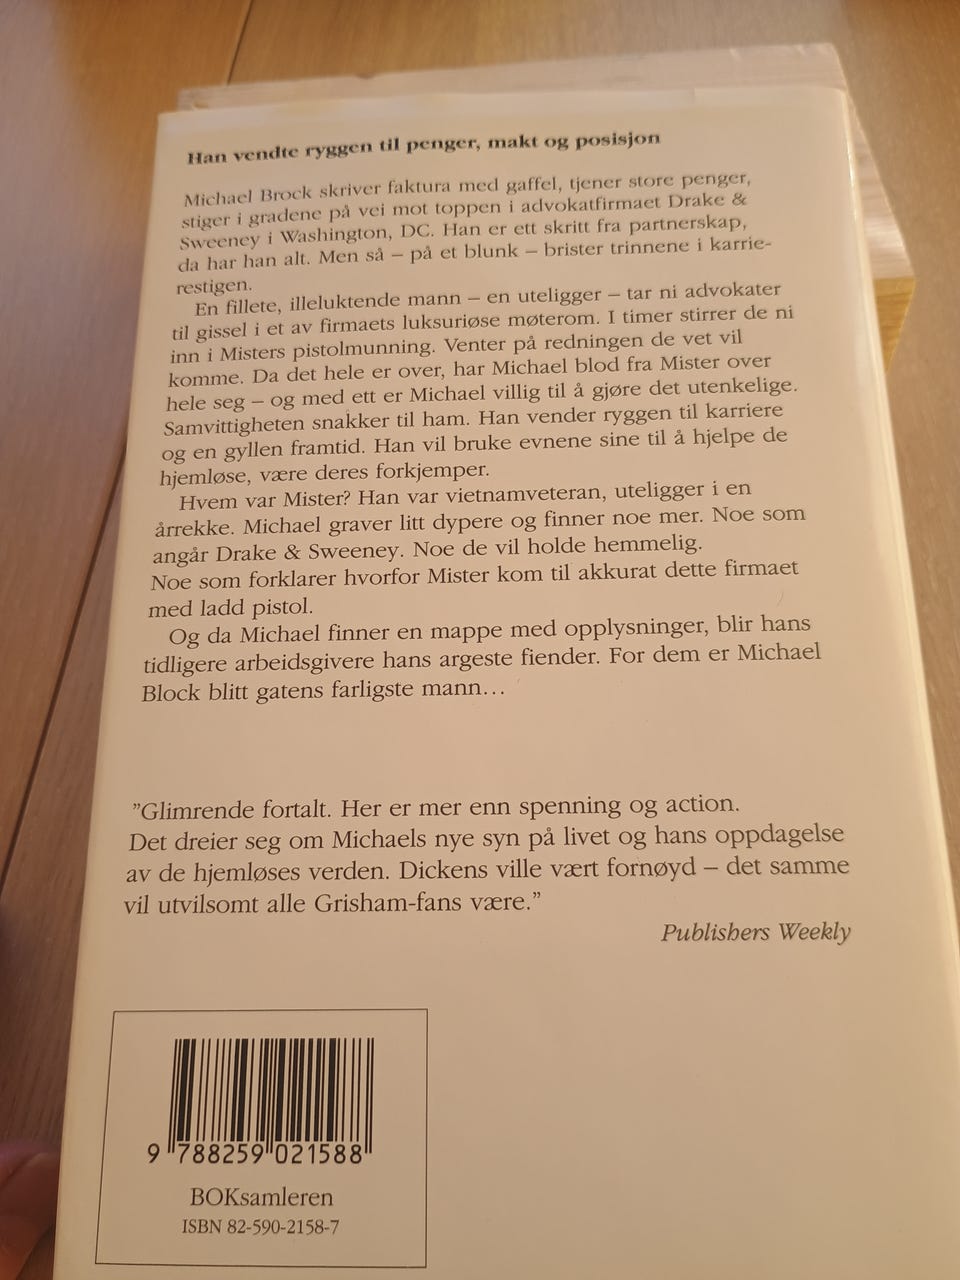 Han vendte ryggen til penger, makt og posisjon
Michael Brock skriver faktura med gaffel, tjener store penger,
stiger i gradene på vei mot toppen i advokatfirmaet Drake &
Sweeney i Washington, DC. Han er ett skritt fra partnerskap,
da har han alt. Men så – på et blunk – brister trinnene i karrie-
restigen.
En fillete, illeluktende mann – en uteligger – tar ni advokater
til gissel i et av firmaets luksuriøse møterom. I timer stirrer de ni
inn i Misters pistolmunning. Venter på redningen de vet vil
komme. Da det hele er over, har Michael blod fra Mister over
hele seg – og med ett er Michael villig til å gjøre det utenkelige.
Samvittigheten snakker til ham. Han vender ryggen til karriere
og en gyllen framtid. Han vil bruke evnene sine til å hjelpe de
hjemløse, være deres forkjemper.
Hvem var Mister? Han var vietnamveteran, uteligger i en
årrekke. Michael graver litt dypere og finner noe mer. Noe som
angår Drake & Sweeney. Noe de vil holde hemmelig.
Noe som forklarer hvorfor Mister kom til akkurat dette firmaet
med ladd pistol.
Og da Michael finner en mappe med opplysninger, blir hans
tidligere arbeidsgivere hans argeste fiender. For dem er Michael
Block blitt gatens farligste mann…
"Glimrende fortalt. Her er mer enn spenning og action.
Det dreier seg om Michaels nye syn på livet og hans oppdagelse
av de hjemløses verden. Dickens ville vært fornøyd – det samme
vil utvilsomt alle Grisham-fans være."
Publishers Weekly
9 788259 021588
BOKsamleren
ISBN 82-590-2158-7